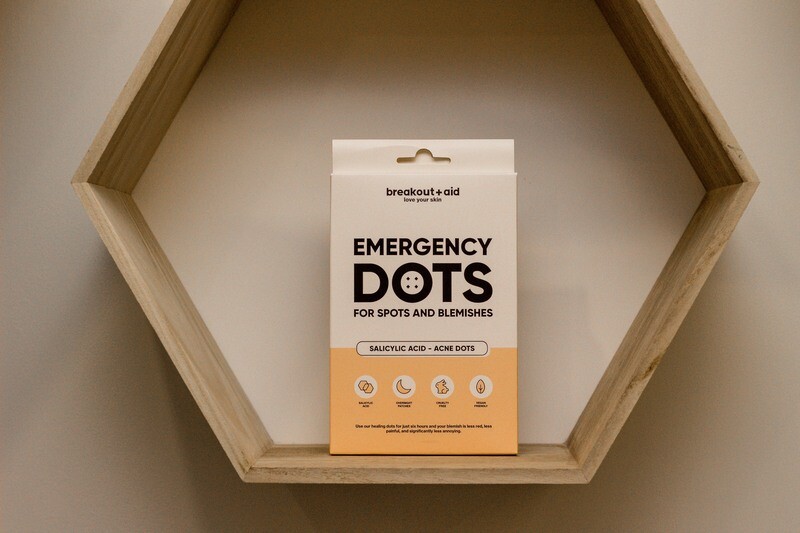 breakout+aid
love your skin
EMERGENCY
DOTS
FOR SPOTS AND BLEMISHES
SALICYLIC ACID - ACNE DOTS
SALICYLIC
ACID
OVERNIGHT
PATCHES
CRUELTY
FREE
VEGAN
FRIENDLY
Use our healing dots for just six hours and your blemish is less red, less
painful, and significantly less annoying.